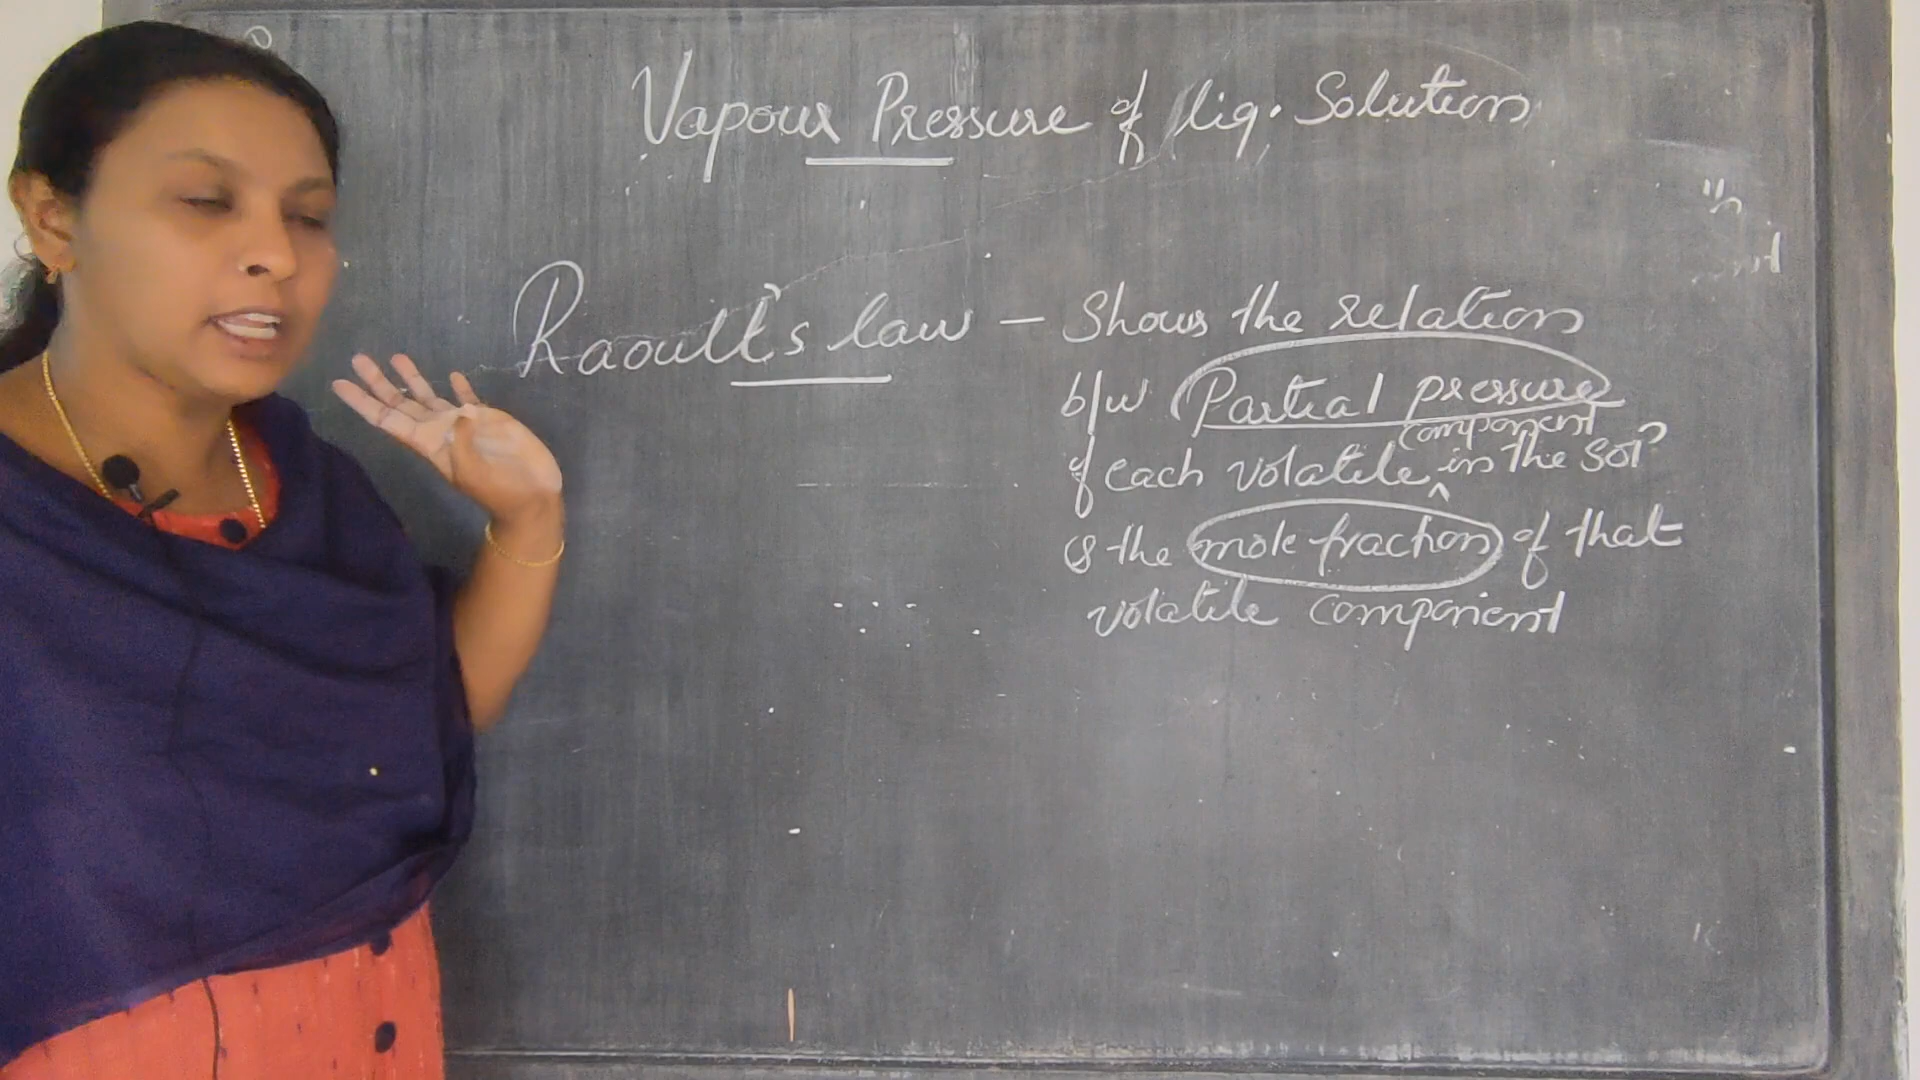 Vapour Pressure of liq. Solution
Raoult's law – Shows the relation
b/w Partial pressure
of each volatile component in the solⁿ
& the mole fraction of that
volatile component